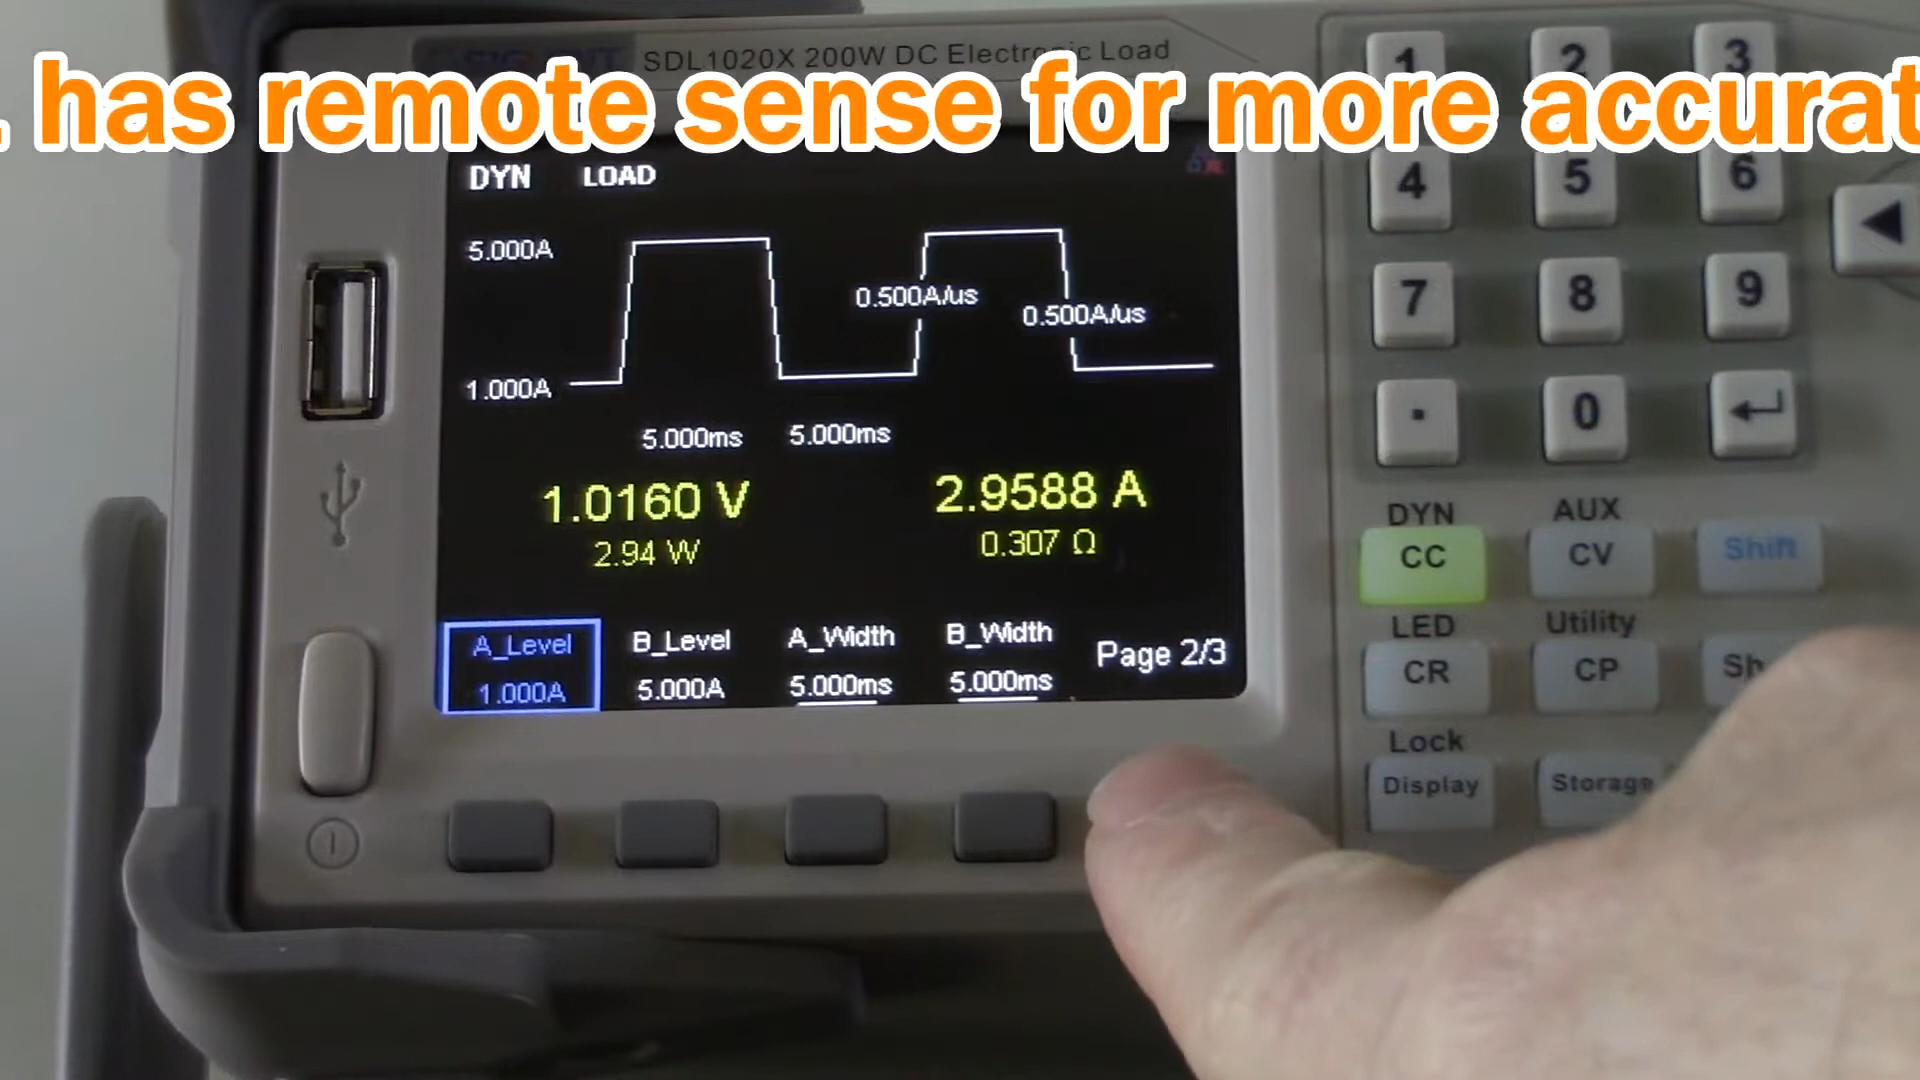 SIGLENT SDL1020X 200W DC Electronic Load
. has remote sense for more accurat
DYN LOAD
5.000A
0.500A/us
0.500A/us
1.000A
5.000ms 5.000ms
1.0160 V 2.9588 A
2.94 W 0.307 Ω
A_Level B_Level A_Width B_Width Page 2/3
1.000A 5.000A 5.000ms 5.000ms
1 2 3
4 5 6
7 8 9
. 0
DYN AUX
CC CV Shift
LED Utility
CR CP Sh
Lock
Display Storage